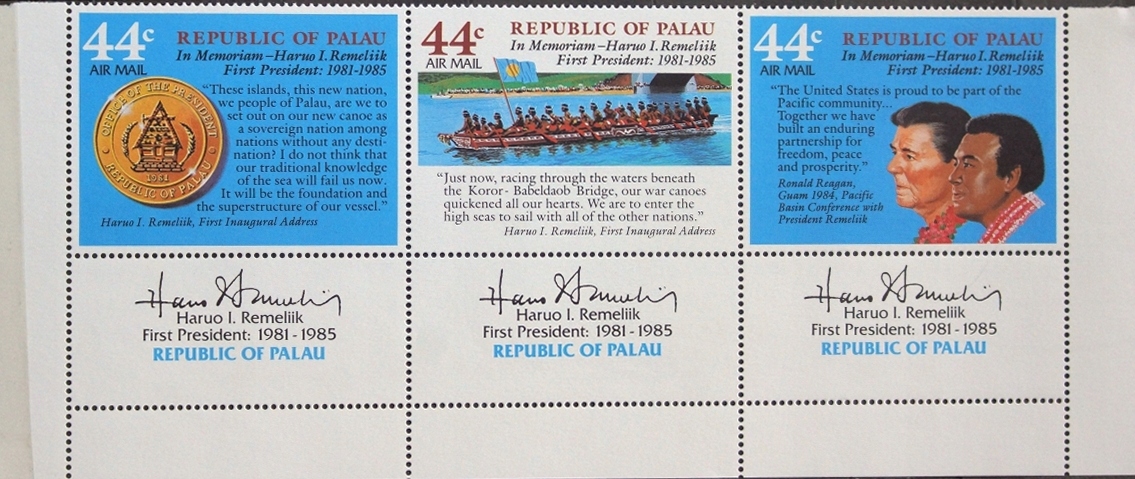 44c
AIR MAIL
REPUBLIC OF PALAU
In Memoriam–Haruo I. Remeliik
First President: 1981-1985
OFFICE OF THE PRESIDENT
1981
REPUBLIC OF PALAU
“These islands, this new nation,
we people of Palau, are we to
set out on our new canoe as
a sovereign nation among
nations without any desti-
nation? I do not think that
our traditional knowledge
of the sea will fail us now.
It will be the foundation and
the superstructure of our vessel.”
Haruo I. Remeliik, First Inaugural Address
44c
AIR MAIL
REPUBLIC OF PALAU
In Memoriam–Haruo I. Remeliik
First President: 1981-1985
“Just now, racing through the waters beneath
the Koror-Babeldaob Bridge, our war canoes
quickened all our hearts. We are to enter the
high seas to sail with all of the other nations.”
Haruo I. Remeliik, First Inaugural Address
44c
AIR MAIL
REPUBLIC OF PALAU
In Memoriam–Haruo I. Remeliik
First President: 1981-1985
“The United States is proud to be part of the
Pacific community...
Together we have
built an enduring
partnership for
freedom, peace
and prosperity.”
Ronald Reagan,
Guam 1984, Pacific
Basin Conference with
President Remeliik
Haruo I. Remeliik
Haruo I. Remeliik
First President: 1981-1985
REPUBLIC OF PALAU
Haruo I. Remeliik
Haruo I. Remeliik
First President: 1981-1985
REPUBLIC OF PALAU
Haruo I. Remeliik
Haruo I. Remeliik
First President: 1981-1985
REPUBLIC OF PALAU